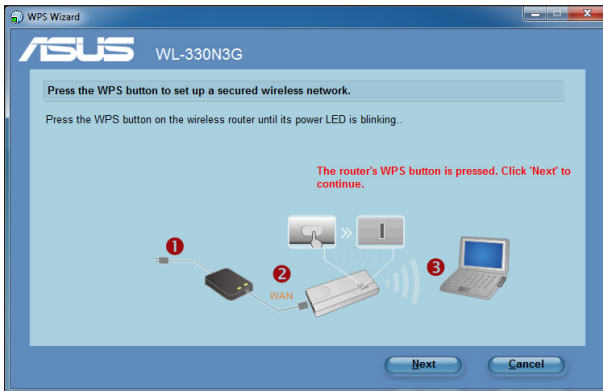 WPS Wizard
ASUS WL-330N3G
Press the WPS button to set up a secured wireless network.
Press the WPS button on the wireless router until its power LED is blinking..
The router's WPS button is pressed. Click 'Next' to
continue.
1
2
3
WAN
Next Cancel